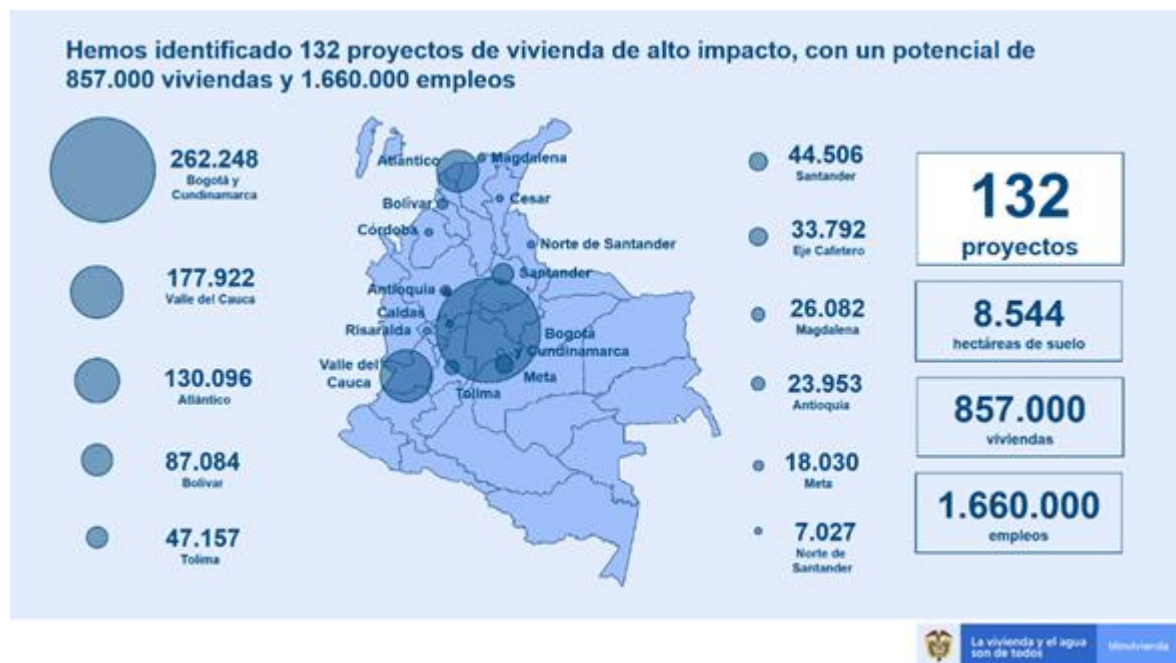 Hemos identificado 132 proyectos de vivienda de alto impacto, con un potencial de
857.000 viviendas y 1.660.000 empleos
262.248
Bogotá y
Cundinamarca
177.922
Valle del Cauca
130.096
Atlántico
87.084
Bolívar
47.157
Tolima
Atlántico
Magdalena
Bolívar
Cesar
Córdoba
Norte de Santander
Santander
Antioquia
Caldas
Risaralda
Bogotá
y Cundinamarca
Valle del
Cauca
Meta
Tolima
44.506
Santander
33.792
Eje Cafetero
26.082
Magdalena
23.953
Antioquia
18.030
Meta
7.027
Norte de
Santander
132
proyectos
8.544
hectáreas de suelo
857.000
viviendas
1.660.000
empleos
La vivienda y el agua
son de todos
Minvivienda